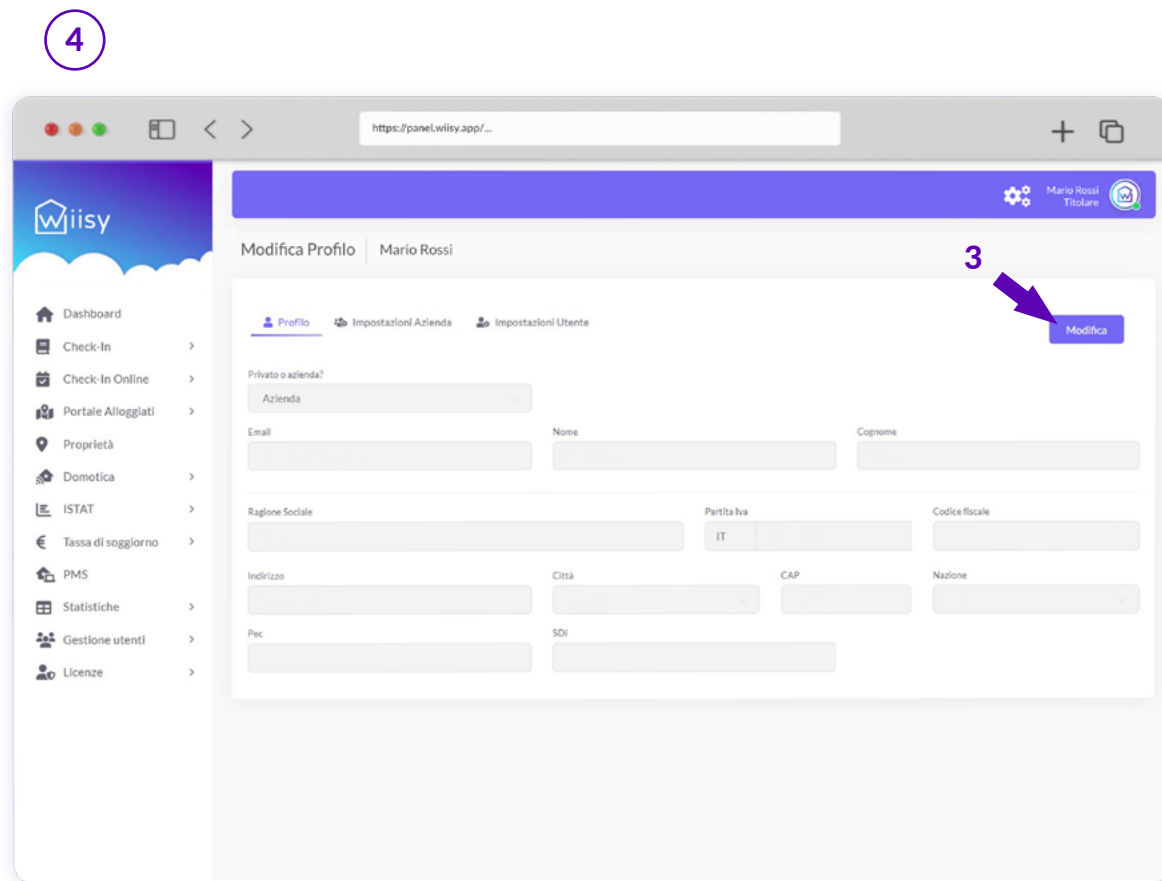 4
https://panel.wiisy.app/...
wiisy
Mario Rossi
Titolare
Modifica Profilo
Mario Rossi
3
Dashboard
Check-In
Check-In Online
Portale Alloggiati
Proprietà
Domotica
ISTAT
Tassa di soggiorno
PMS
Statistiche
Gestione utenti
Licenze
Profilo
Impostazioni Azienda
Impostazioni Utente
Modifica
Privato o azienda?
Azienda
Email
Nome
Cognome
Ragione Sociale
Partita Iva
Codice fiscale
IT
Indirizzo
Città
CAP
Nazione
Pec
SDI